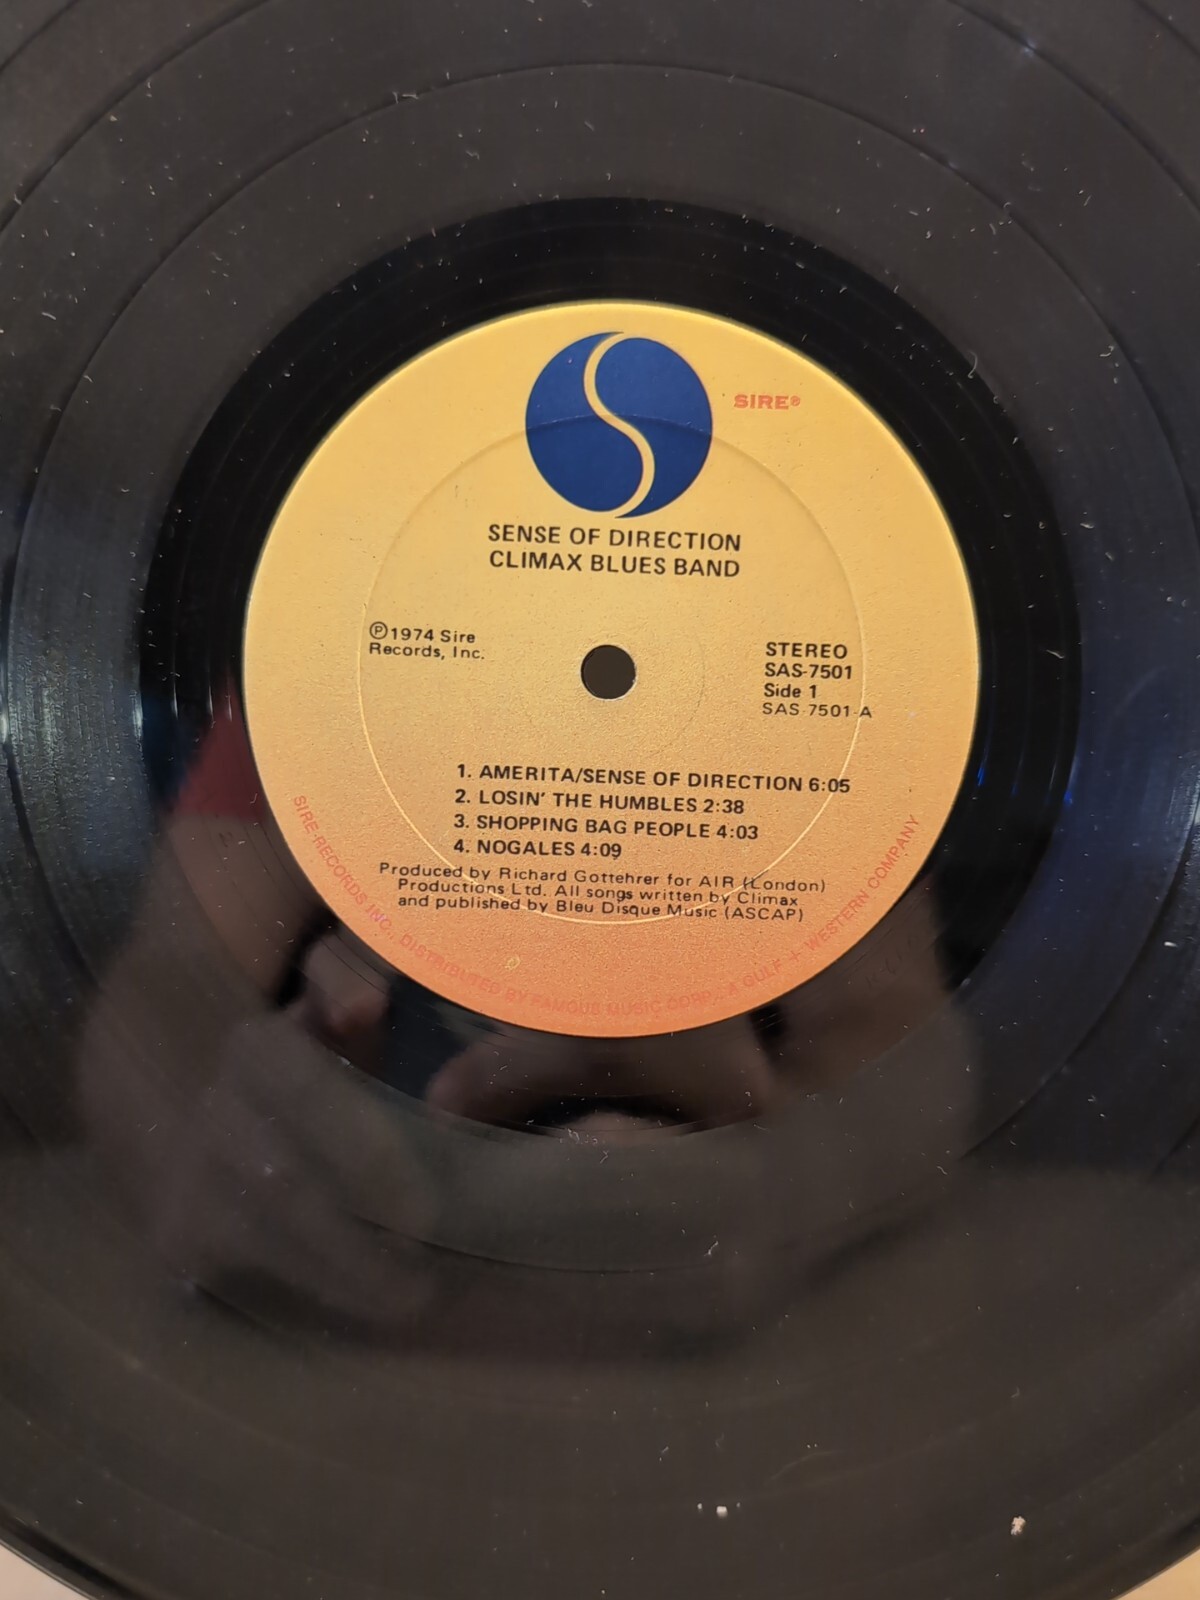 SIRE®
SENSE OF DIRECTION
CLIMAX BLUES BAND
Ⓟ1974 Sire
Records, Inc.
STEREO
SAS-7501
Side 1
SAS-7501-A
1. AMERITA/SENSE OF DIRECTION 6:05
2. LOSIN' THE HUMBLES 2:38
3. SHOPPING BAG PEOPLE 4:03
4. NOGALES 4:09
Produced by Richard Gottehrer for AIR (London)
Productions Ltd. All songs written by Climax
and published by Bleu Disque Music (ASCAP)
SIRE RECORDS INC., DISTRIBUTED BY FAMOUS MUSIC CORP., A GULF + WESTERN COMPANY